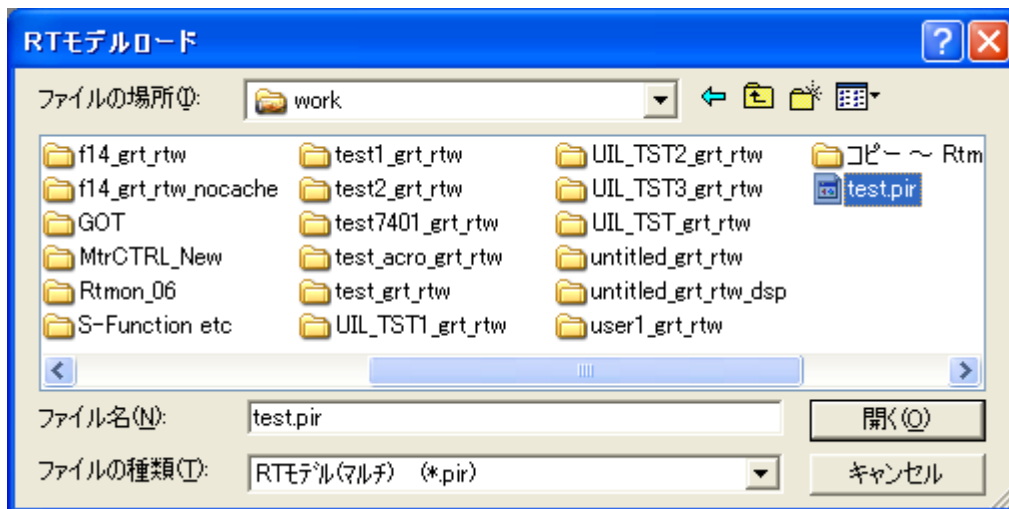 RTモデルロード
ファイルの場所(I): work
f14_grt_rtw test1_grt_rtw UIL_TST2_grt_rtw コピー ～ Rtm
f14_grt_rtw_nocache test2_grt_rtw UIL_TST3_grt_rtw test.pir
GOT test7401_grt_rtw UIL_TST_grt_rtw
MtrCTRL_New test_acro_grt_rtw untitled_grt_rtw
Rtmon_06 test_grt_rtw untitled_grt_rtw_dsp
S-Function etc UIL_TST1_grt_rtw user1_grt_rtw
ファイル名(N): test.pir 開く(O)
ファイルの種類(T): RTモデル(マルチ) (*.pir) キャンセル